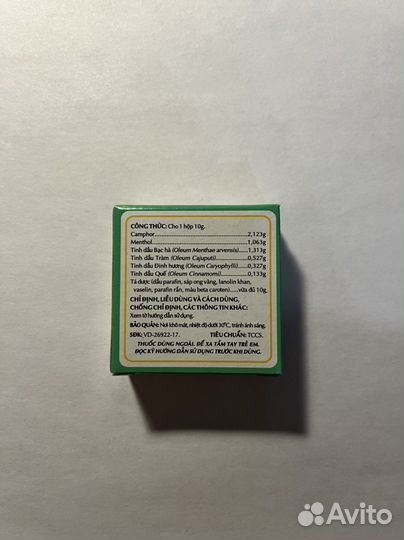 CÔNG THỨC: Cho 1 hộp 10g.
Camphor.....................................................2,123g
Menthol.....................................................1,063g
Tinh dầu Bạc hà (Oleum Menthae arvensis).....1,313g
Tinh dầu Tràm (Oleum Cajuputi)..................0,527g
Tinh dầu Đinh hương (Oleum Caryophylli)......0,327g
Tinh dầu Quế (Oleum Cinnamomi)................0,133g
Tá dược (dầu parafin, sáp ong vàng, lanolin khan,
vaselin, parafin rắn, màu beta caroten)....vừa đủ 10g.
CHỈ ĐỊNH, LIỀU DÙNG VÀ CÁCH DÙNG,
CHỐNG CHỈ ĐỊNH, CÁC THÔNG TIN KHÁC:
Xem tờ hướng dẫn sử dụng.
BẢO QUẢN: Nơi khô mát, nhiệt độ dưới 30°C, tránh ánh sáng.
SĐK: VD-26922-17. TIÊU CHUẨN: TCCS.
THUỐC DÙNG NGOÀI. ĐỂ XA TẦM TAY TRẺ EM.
ĐỌC KỸ HƯỚNG DẪN SỬ DỤNG TRƯỚC KHI DÙNG.
Avito